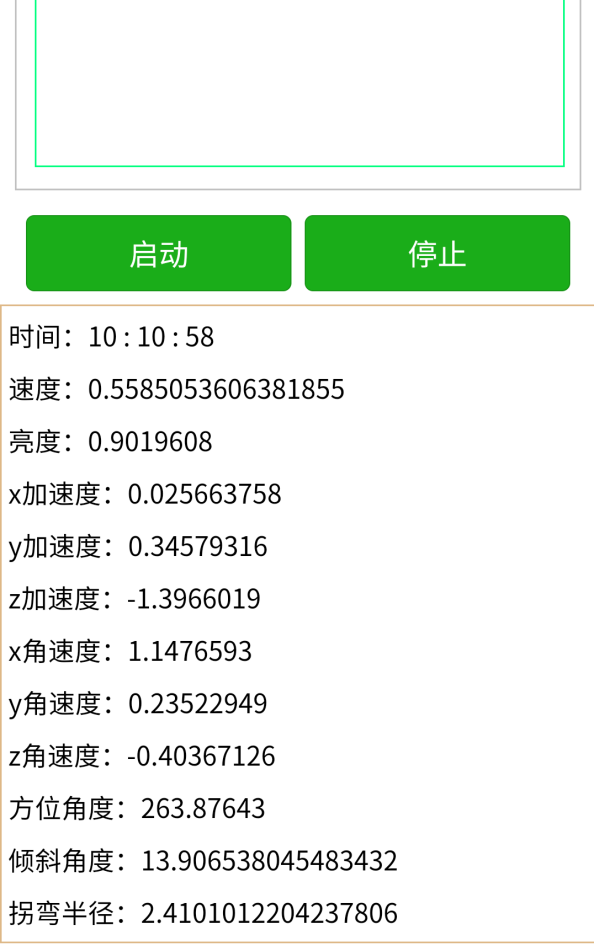 启动 停止
时间：10 : 10 : 58
速度：0.5585053606381855
亮度：0.9019608
x加速度：0.025663758
y加速度：0.34579316
z加速度：-1.3966019
x角速度：1.1476593
y角速度：0.23522949
z角速度：-0.40367126
方位角度：263.87643
倾斜角度：13.906538045483432
拐弯半径：2.4101012204237806